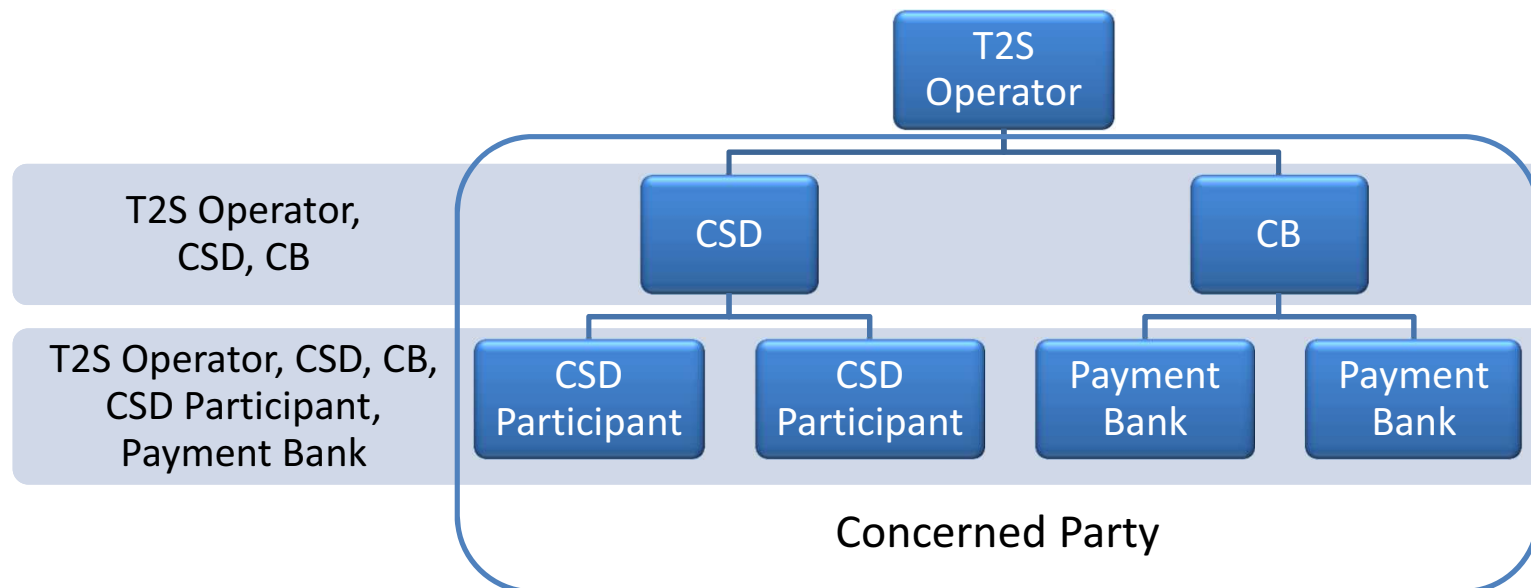 T2S
Operator
T2S Operator,
CSD, CB
CSD
CB
T2S Operator, CSD, CB,
CSD Participant,
Payment Bank
CSD
Participant
CSD
Participant
Payment
Bank
Payment
Bank
Concerned Party